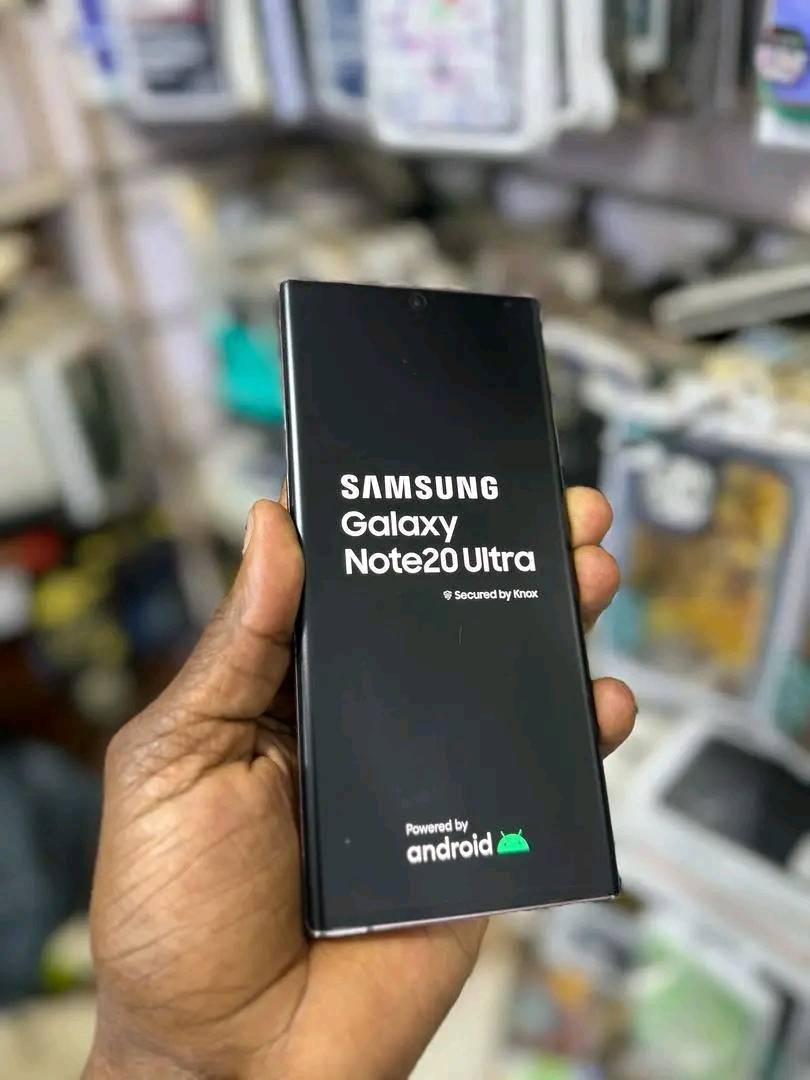 SAMSUNG
Galaxy
Note20 Ultra
Secured by Knox
Powered by
android